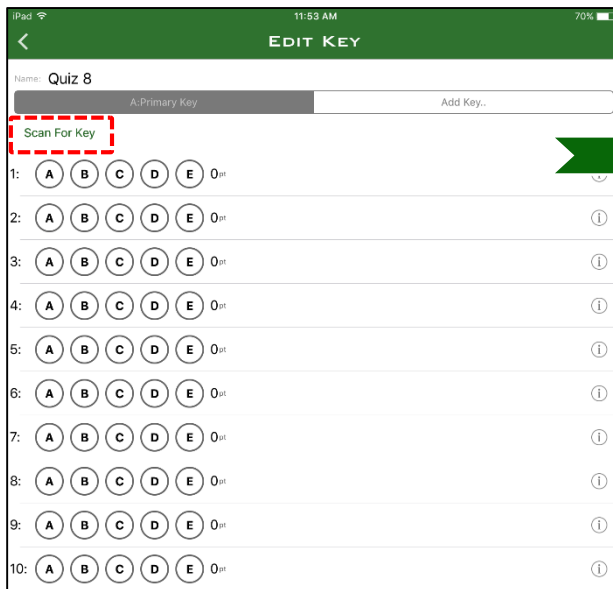 iPad 11:53 AM 70%
EDIT KEY
Name: Quiz 8
A:Primary Key Add Key..
Scan For Key
1: A B C D E 0pt
2: A B C D E 0pt
3: A B C D E 0pt
4: A B C D E 0pt
5: A B C D E 0pt
6: A B C D E 0pt
7: A B C D E 0pt
8: A B C D E 0pt
9: A B C D E 0pt
10: A B C D E 0pt